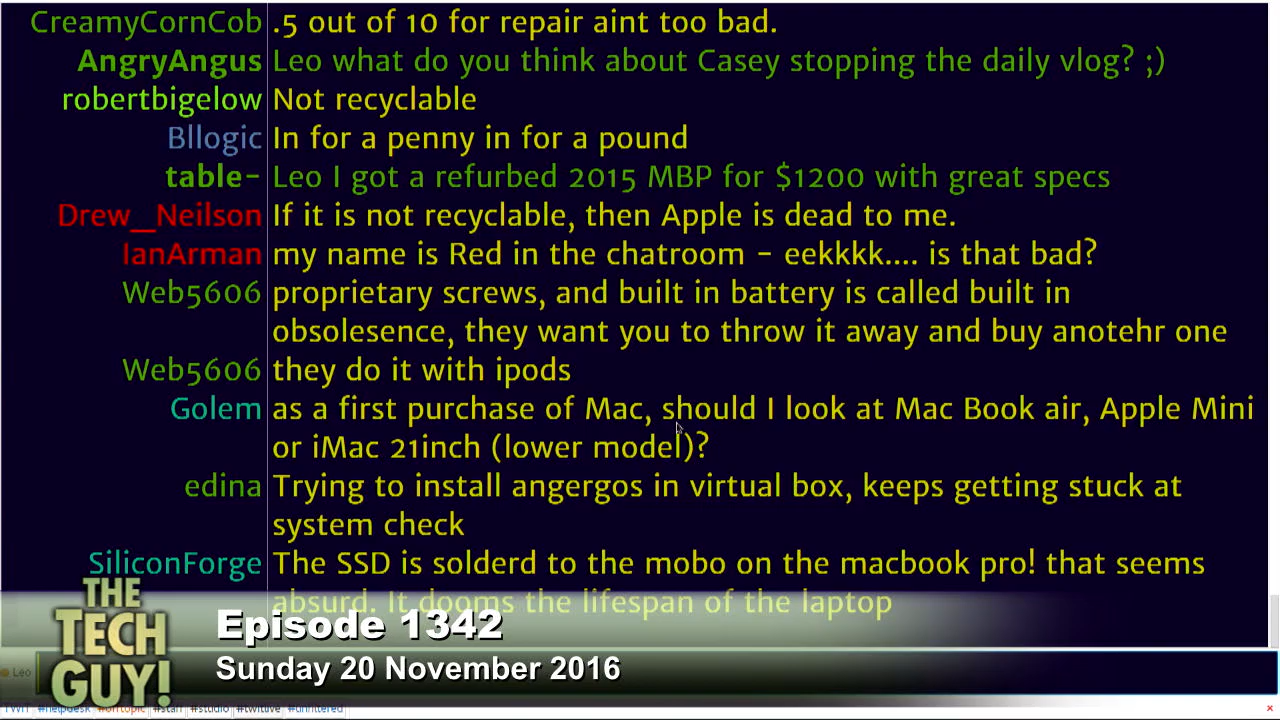 CreamyCornCob .5 out of 10 for repair aint too bad.
AngryAngus Leo what do you think about Casey stopping the daily vlog? ;)
robertbigelow Not recyclable
Bllogic In for a penny in for a pound
table- Leo I got a refurbed 2015 MBP for $1200 with great specs
Drew_Neilson If it is not recyclable, then Apple is dead to me.
IanArman my name is Red in the chatroom - eekkkk.... is that bad?
Web5606 proprietary screws, and built in battery is called built in
obsolesence, they want you to throw it away and buy anotehr one
Web5606 they do it with ipods
Golem as a first purchase of Mac, should I look at Mac Book air, Apple Mini
or iMac 21inch (lower model)?
edina Trying to install angergos in virtual box, keeps getting stuck at
system check
SiliconForge The SSD is solderd to the mobo on the macbook pro! that seems
absurd. It dooms the lifespan of the laptop
THE
TECH
GUY!
Episode 1342
Sunday 20 November 2016
Leo
TWiT #helpdesk #offtopic #staff #studio #twitlive #unfiltered